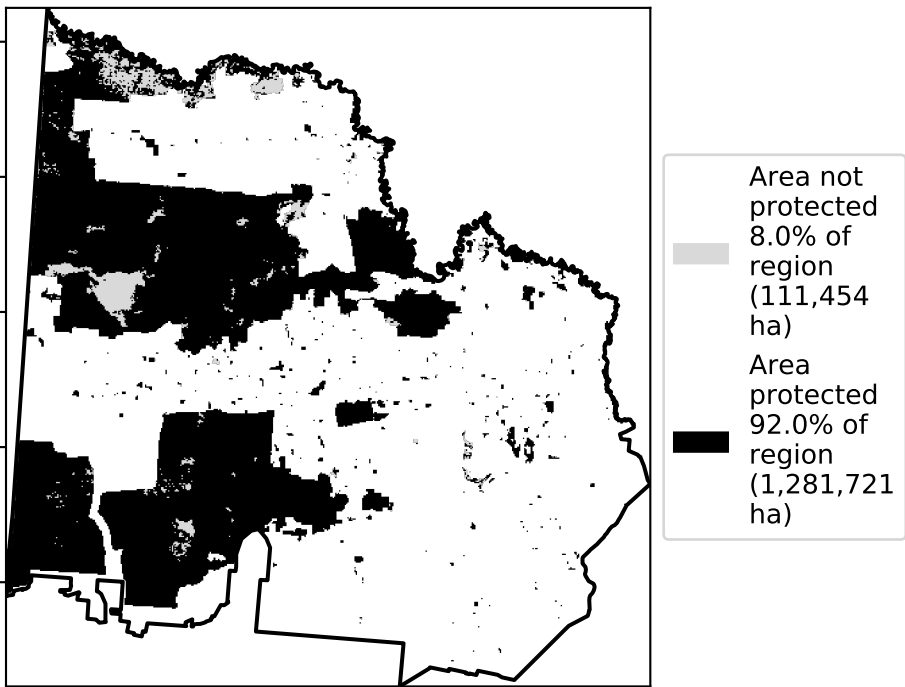 Area not
protected
8.0% of
region
(111,454
ha)
Area
protected
92.0% of
region
(1,281,721
ha)